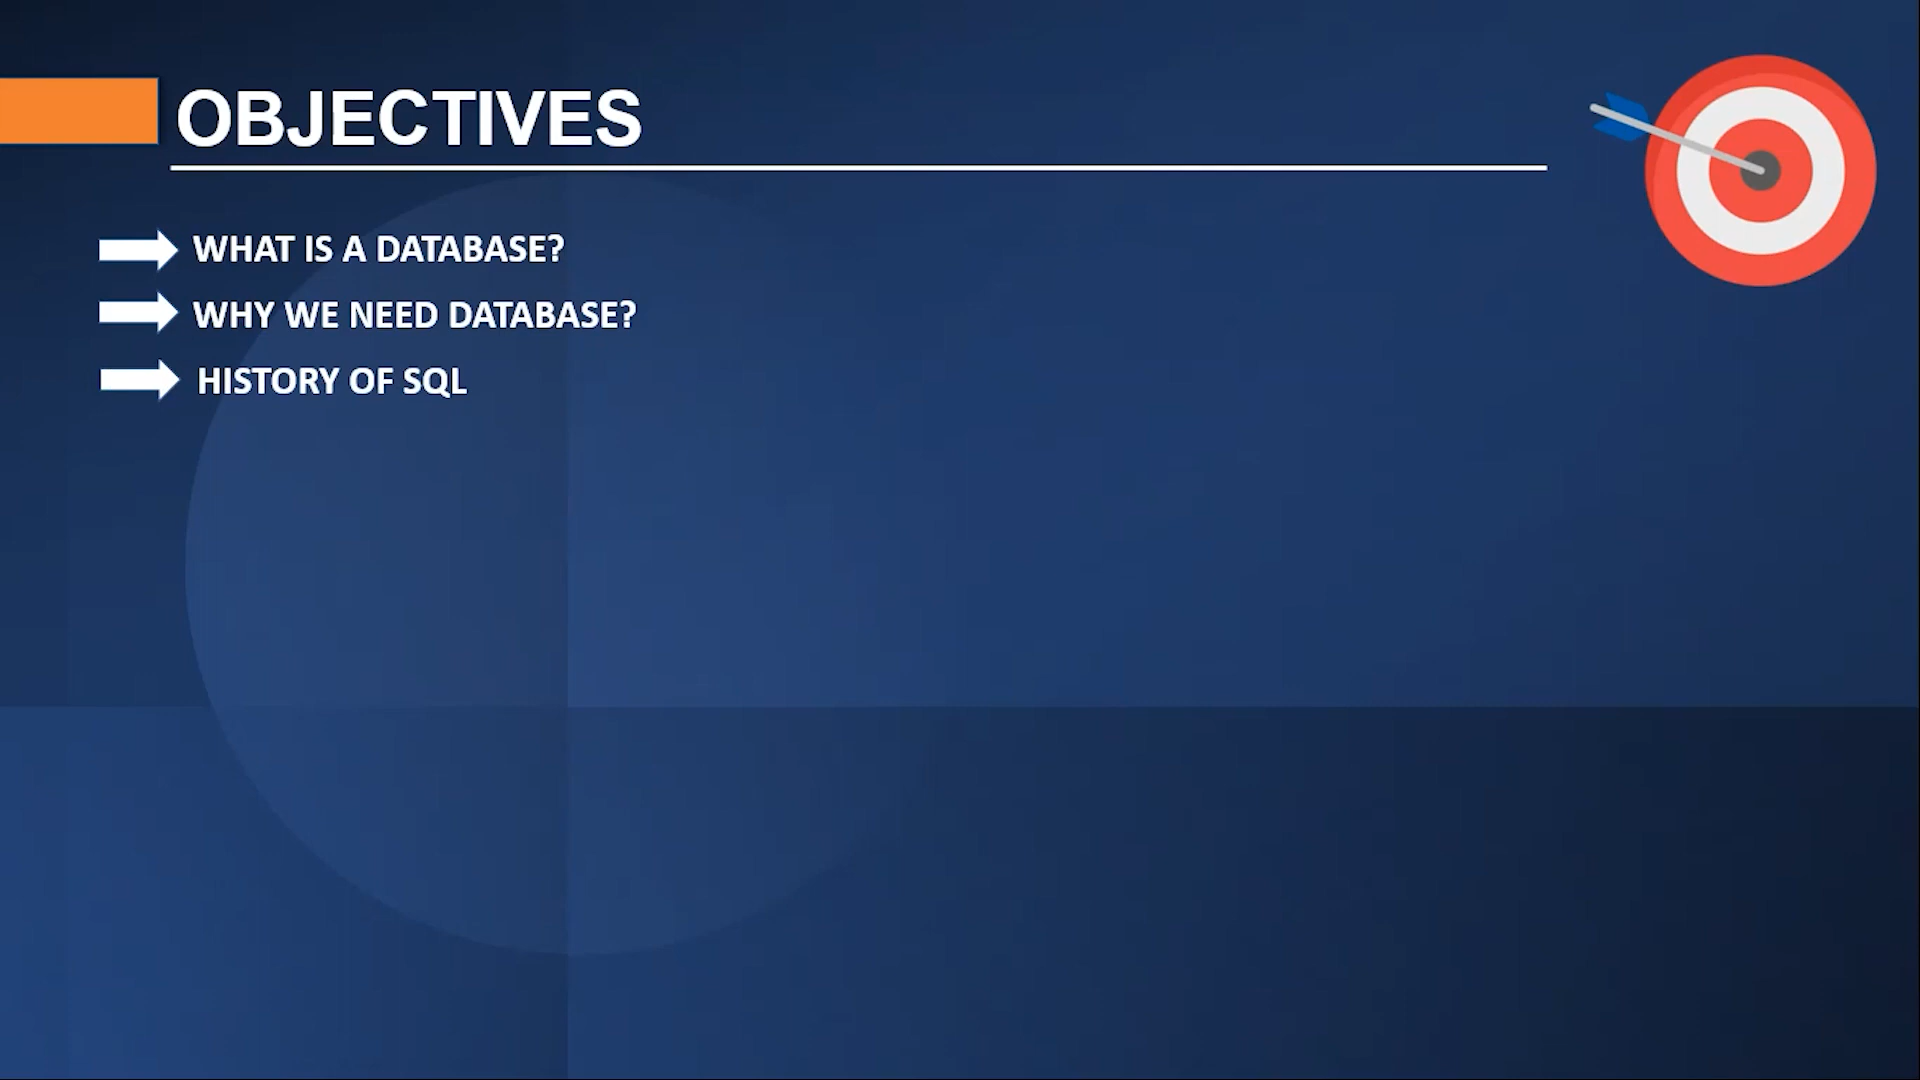 OBJECTIVES
WHAT IS A DATABASE?
WHY WE NEED DATABASE?
HISTORY OF SQL